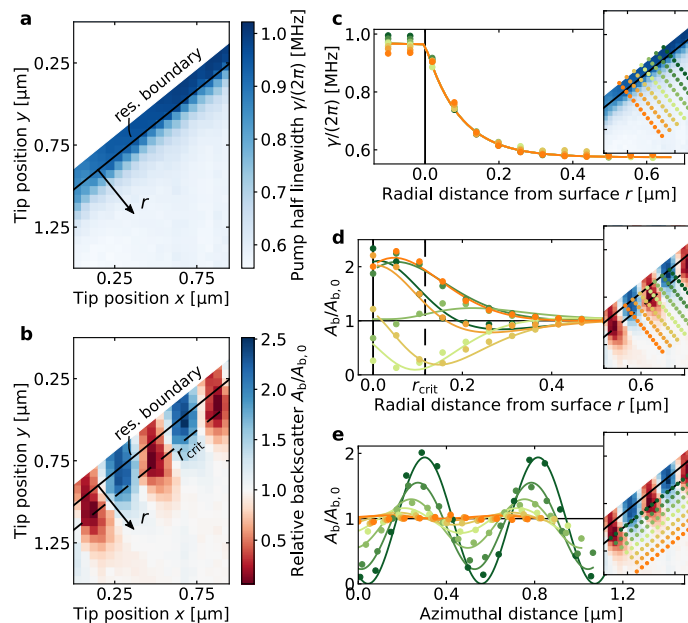 a
0.25
0.75
1.25
Tip position y [µm]
res. boundary
r
0.25
0.75
Tip position x [µm]
1.0
0.9
0.8
0.7
0.6
Pump half linewidth γ/(2π) [MHz]
b
0.25
0.75
1.25
Tip position y [µm]
res. boundary
r_crit
r
0.25
0.75
Tip position x [µm]
2.5
2.0
1.5
1.0
0.5
Relative backscatter A_b/A_b,0
c
1.0
0.8
0.6
γ/(2π) [MHz]
0.0
0.2
0.4
0.6
Radial distance from surface r [µm]
d
2
1
0
A_b/A_b,0
0.0
r_crit
0.2
0.4
0.6
Radial distance from surface r [µm]
e
2
1
0
A_b/A_b,0
0.0
0.4
0.8
1.2
Azimuthal distance [µm]